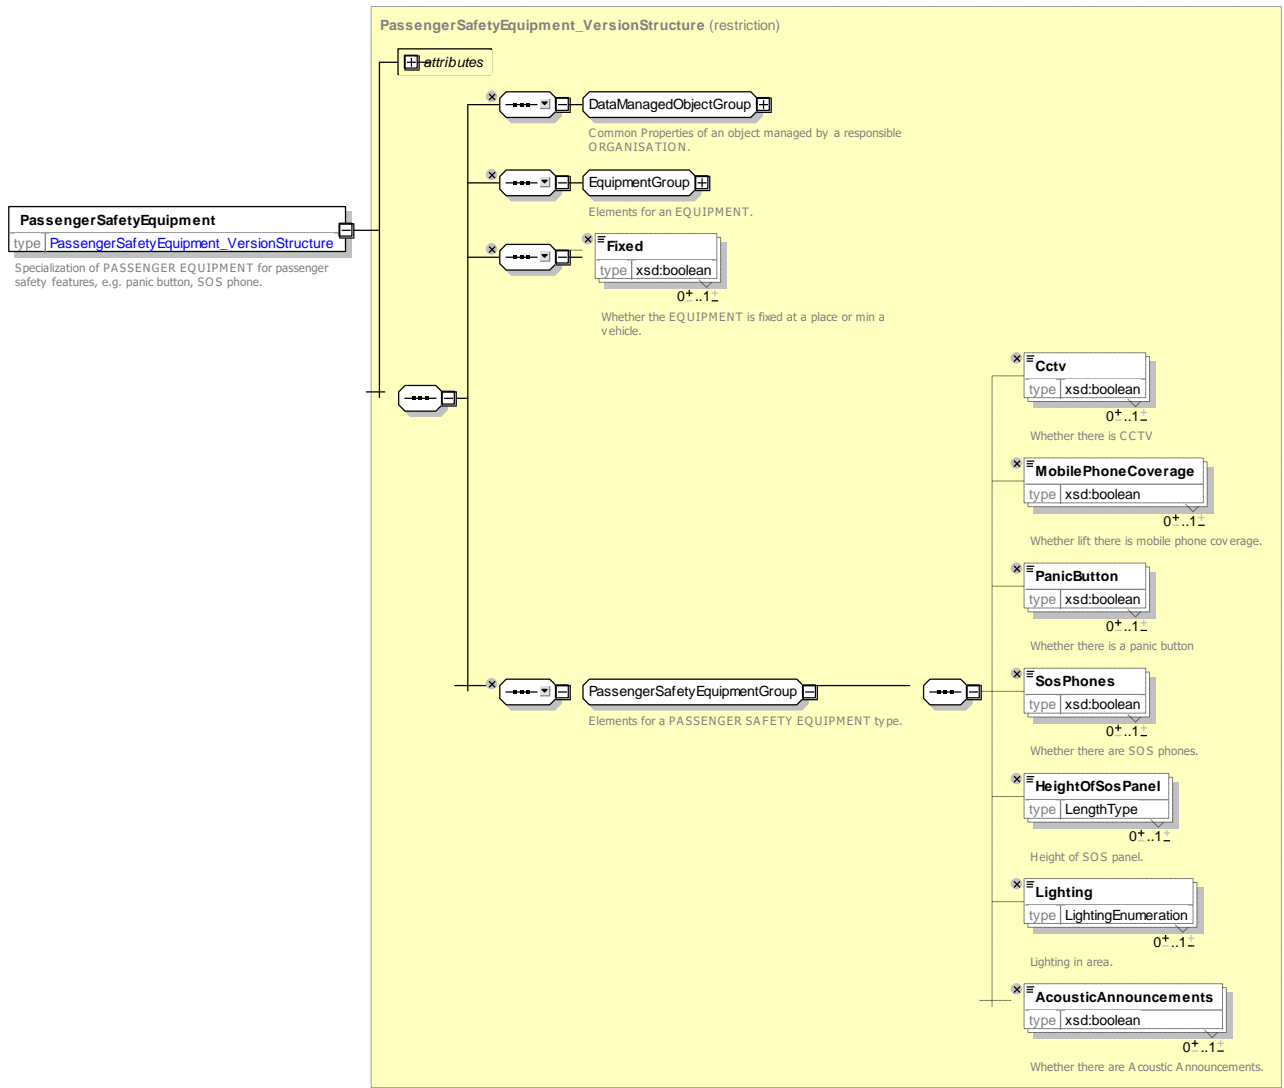 PassengerSafetyEquipment_VersionStructure (restriction)
attributes
DataManagedObjectGroup
Common Properties of an object managed by a responsible
ORGANISATION.
EquipmentGroup
Elements for an EQUIPMENT.
PassengerSafetyEquipment
type PassengerSafetyEquipment_VersionStructure
Specialization of PASSENGER EQUIPMENT for passenger
safety features, e.g. panic button, SOS phone.
Fixed
type xsd:boolean
0..1
Whether the EQUIPMENT is fixed at a place or min a
vehicle.
Cctv
type xsd:boolean
0..1
Whether there is CCTV
MobilePhoneCoverage
type xsd:boolean
0..1
Whether lift there is mobile phone coverage.
PanicButton
type xsd:boolean
0..1
Whether there is a panic button
PassengerSafetyEquipmentGroup
Elements for a PASSENGER SAFETY EQUIPMENT type.
SosPhones
type xsd:boolean
0..1
Whether there are SOS phones.
HeightOfSosPanel
type LengthType
0..1
Height of SOS panel.
Lighting
type LightingEnumeration
0..1
Lighting in area.
AcousticAnnouncements
type xsd:boolean
0..1
Whether there are Acoustic Announcements.